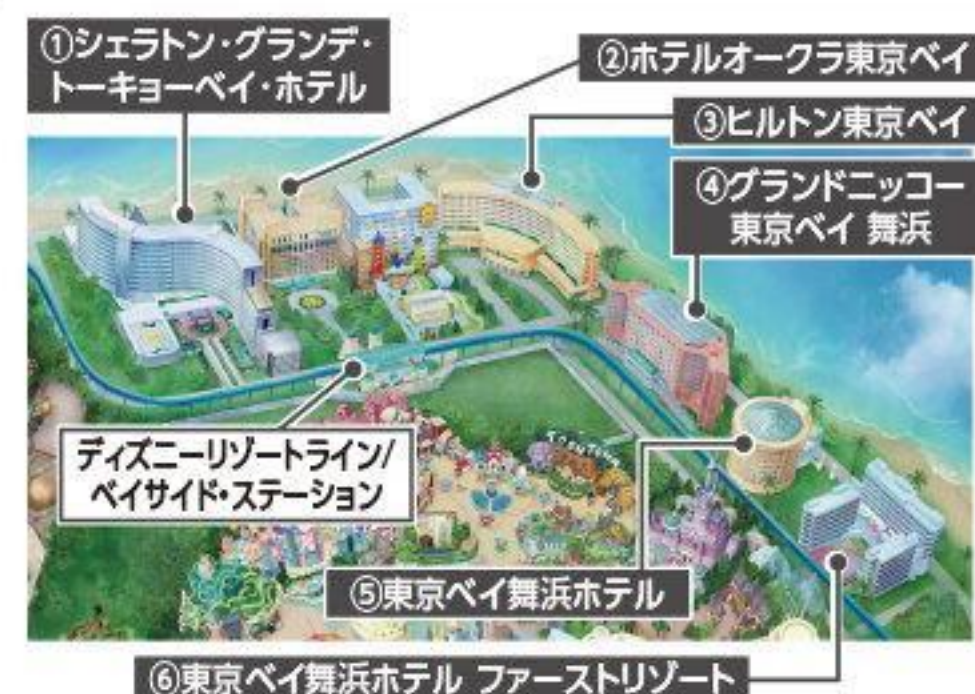 ①シェラトン・グランデ・
トーキョーベイ・ホテル
②ホテルオークラ東京ベイ
③ヒルトン東京ベイ
④グランドニッコー
東京ベイ 舞浜
ディズニーリゾートライン/
ベイサイド・ステーション
TOONTOWN
⑤東京ベイ舞浜ホテル
⑥東京ベイ舞浜ホテル ファーストリゾート